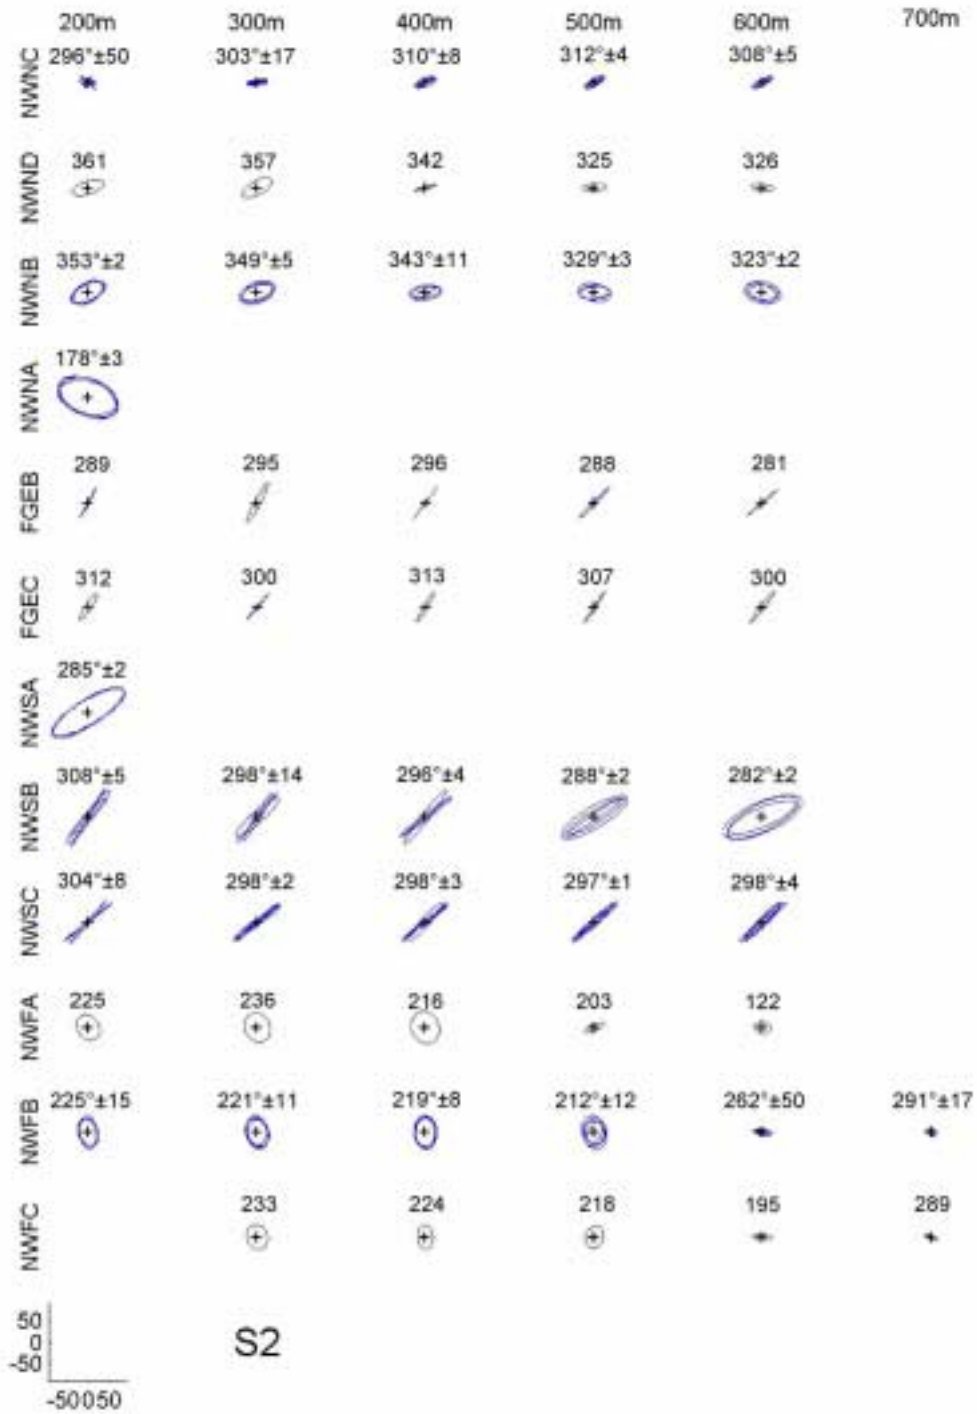 200m 300m 400m 500m 600m 700m
NWNC 296°±50 303°±17 310°±8 312°±4 308°±5
NWND 361 357 342 325 326
NWNB 353°±2 349°±5 343°±11 329°±3 323°±2
NWNA 178°±3
FGEB 289 295 296 288 281
FGEC 312 300 313 307 300
NWSA 285°±2
NWSB 308°±5 298°±14 296°±4 288°±2 282°±2
NWSC 304°±8 298°±2 298°±3 297°±1 298°±4
NWFA 225 236 216 203 122
NWFB 225°±15 221°±11 219°±8 212°±12 262°±50 291°±17
NWFC 233 224 218 195 289
50
0
-50
-50 0 50
S2